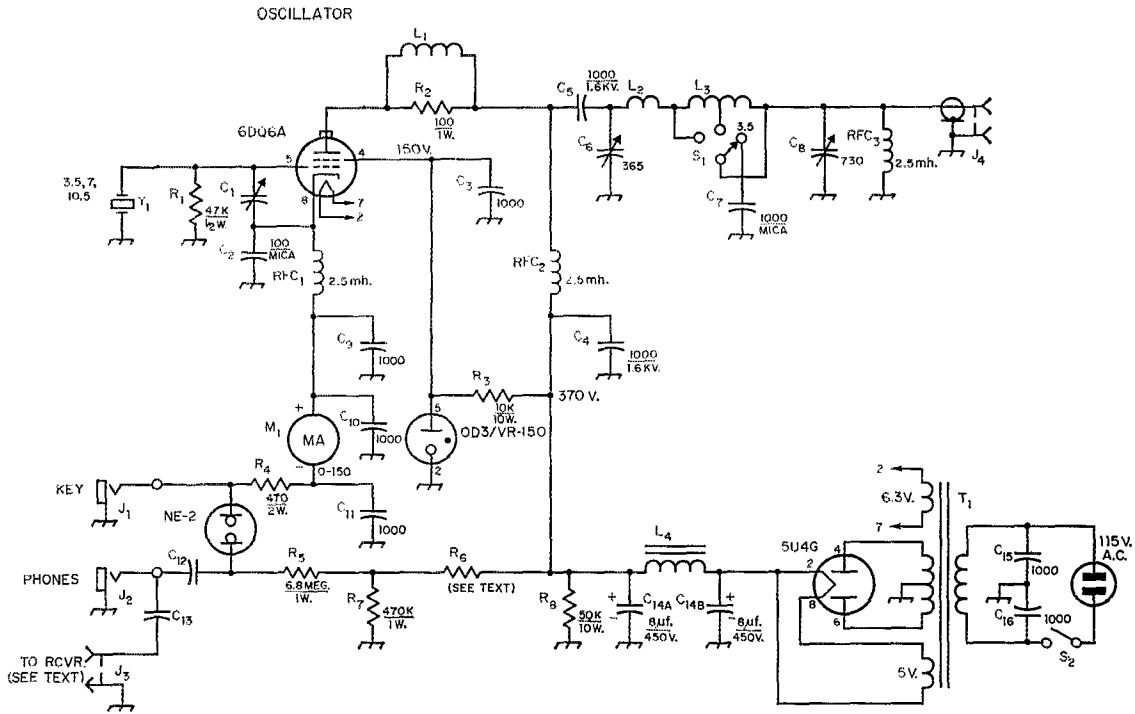 OSCILLATOR
L1
R2
100
1W.
C5
1000
1.6KV.
L2
L3
3.5
S1
C6
365
C7
1000
MICA
C8
730
RFC3
2.5mh.
J4
6DQ6A
5
4
8
7
2
150V.
C3
1000
3.5, 7,
10.5
Y1
R1
47K
1/2W.
C1
C2
100
MICA
RFC1
2.5mh.
RFC2
2.5mh.
C9
1000
C4
1000
1.6KV.
R3
10K
10W.
370 V.
+
M1
MA
-
0-150
C10
1000
5
OD3/VR-150
2
KEY
J1
R4
470
2W.
C11
1000
NE-2
PHONES
J2
C12
C13
R5
6.8MEG.
1W.
R7
470K
1W.
R6
(SEE TEXT)
R8
50K
10W.
L4
+
C14A
-
8μf.
450V.
C14B
+
-
8μf.
450V.
5U4G
2
4
8
6
2
6.3V.
7
T1
5V.
C15
1000
C16
1000
115V.
A.C.
S2
TO RCVR.
(SEE TEXT)
J3